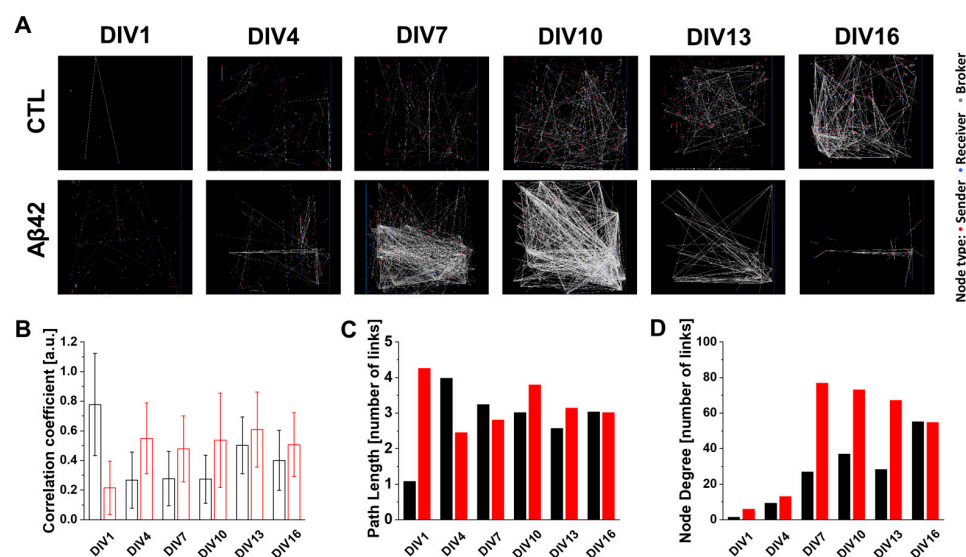 A
DIV1 DIV4 DIV7 DIV10 DIV13 DIV16
CTL
Aβ42
Node type: • Sender • Receiver • Broker
B
Correlation coefficient [a.u.]
1.2
1.0
0.8
0.6
0.4
0.2
0.0
DIV1 DIV4 DIV7 DIV10 DIV13 DIV16
C
Path Length [number of links]
5
4
3
2
1
0
DIV1 DIV4 DIV7 DIV10 DIV13 DIV16
D
Node Degree [number of links]
100
80
60
40
20
0
DIV1 DIV4 DIV7 DIV10 DIV13 DIV16